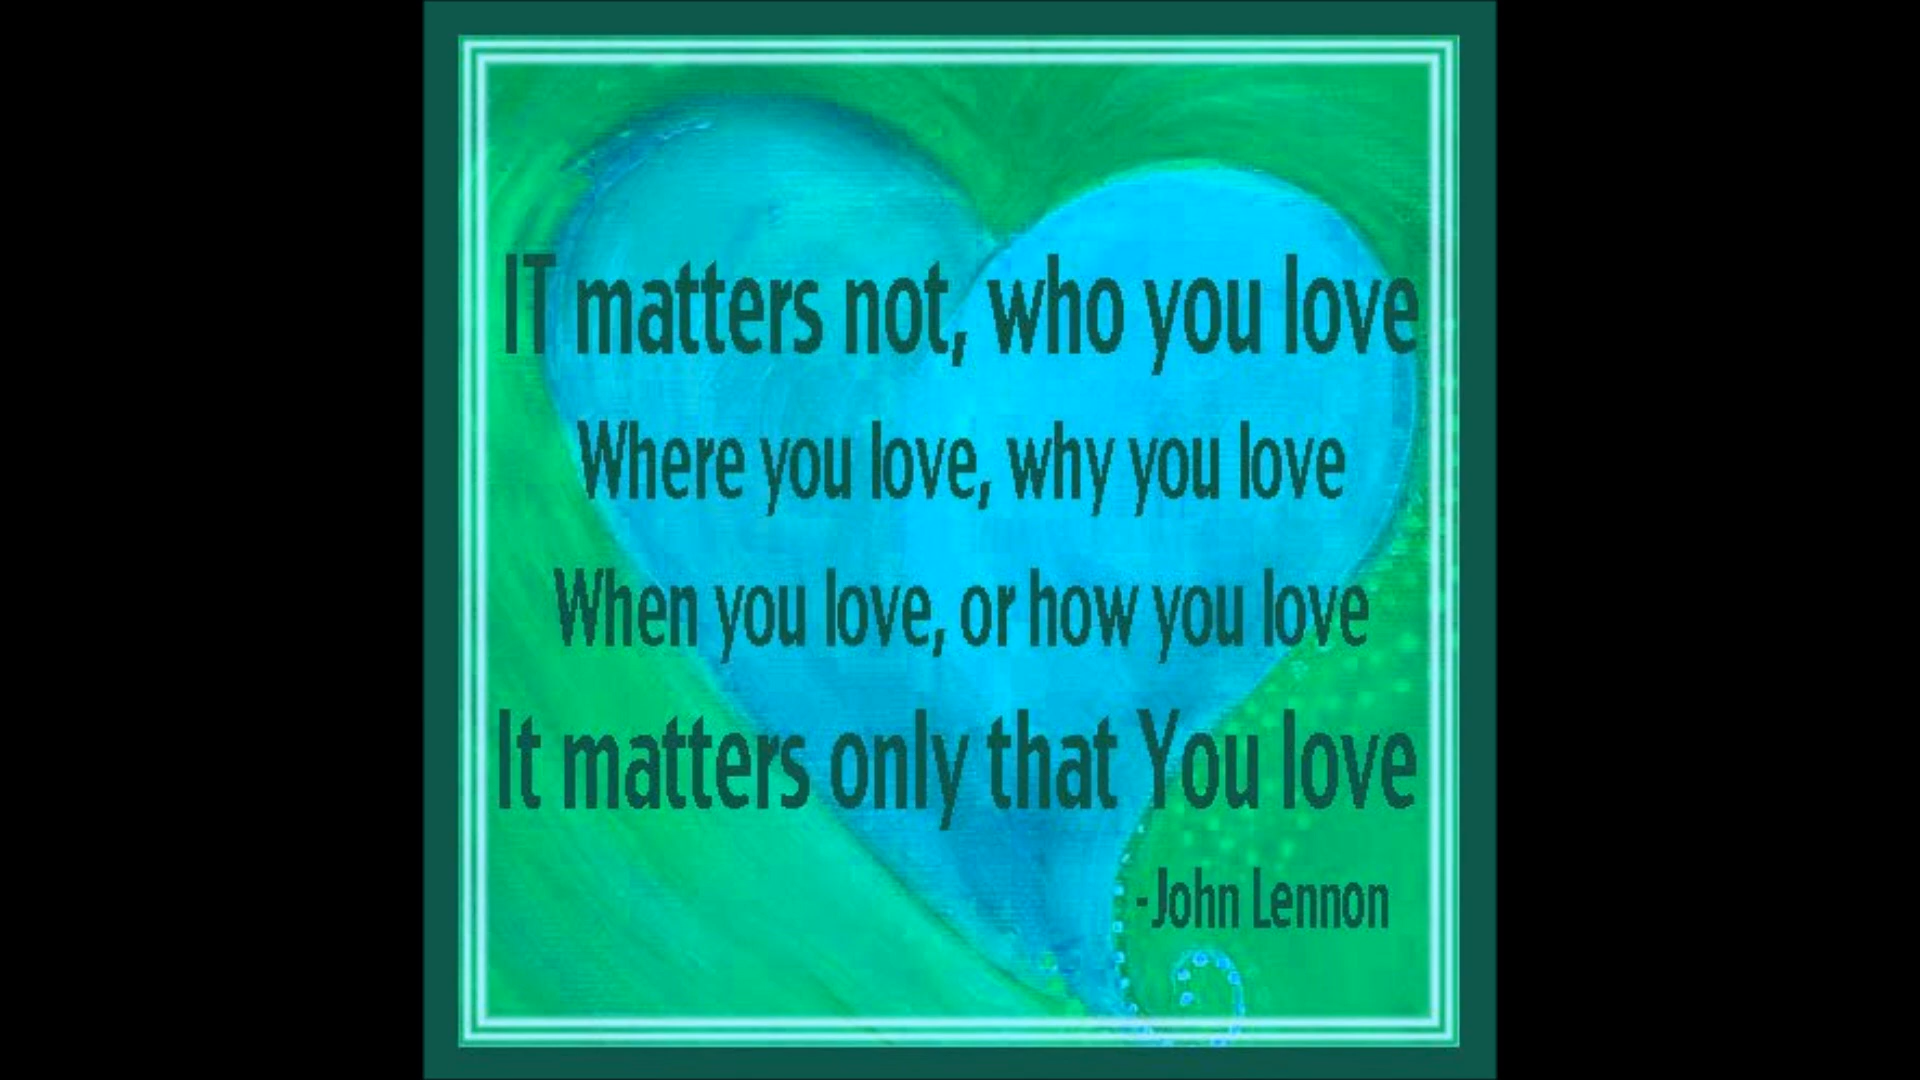 IT matters not, who you love
Where you love, why you love
When you love, or how you love
It matters only that You love
-John Lennon